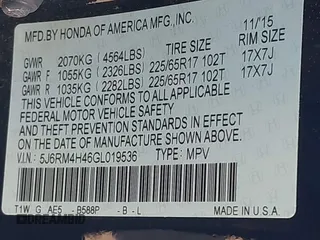 MFD.BY HONDA OF AMERICA MFG.,INC. 11/15
TIRE SIZE RIM SIZE
GVWR 2070KG (4564LBS)
GAWR F 1055KG (2326LBS) 225/65R17 102T 17X7J
GAWR R 1035KG (2282LBS) 225/65R17 102T 17X7J
THIS VEHICLE CONFORMS TO ALL APPLICABLE
FEDERAL MOTOR VEHICLE SAFETY
AND THEFT PREVENTION STANDARDS IN EFFECT
ON THE DATE OF MANUFACTURE SHOWN ABOVE.
V.I.N: 5J6RM4H46GL019536 TYPE: MPV
T1W G AE5 - B588P - B - L
MADE IN U.S.A.
DREAMBID